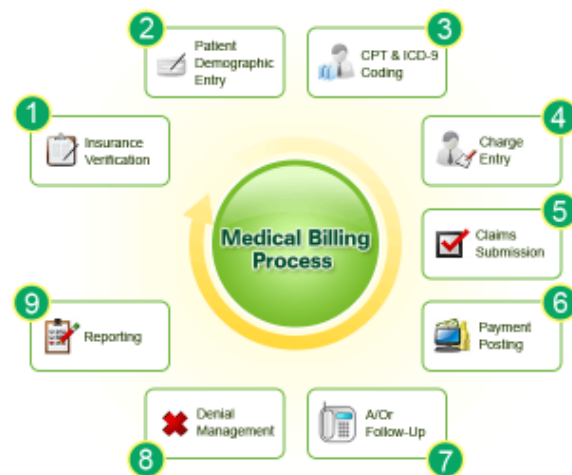 1
Insurance
Verification
2
Patient
Demographic
Entry
3
CPT & ICD-9
Coding
4
Charge
Entry
5
Claims
Submission
6
Payment
Posting
7
A/Or
Follow-Up
8
Denial
Management
9
Reporting
Medical Billing
Process